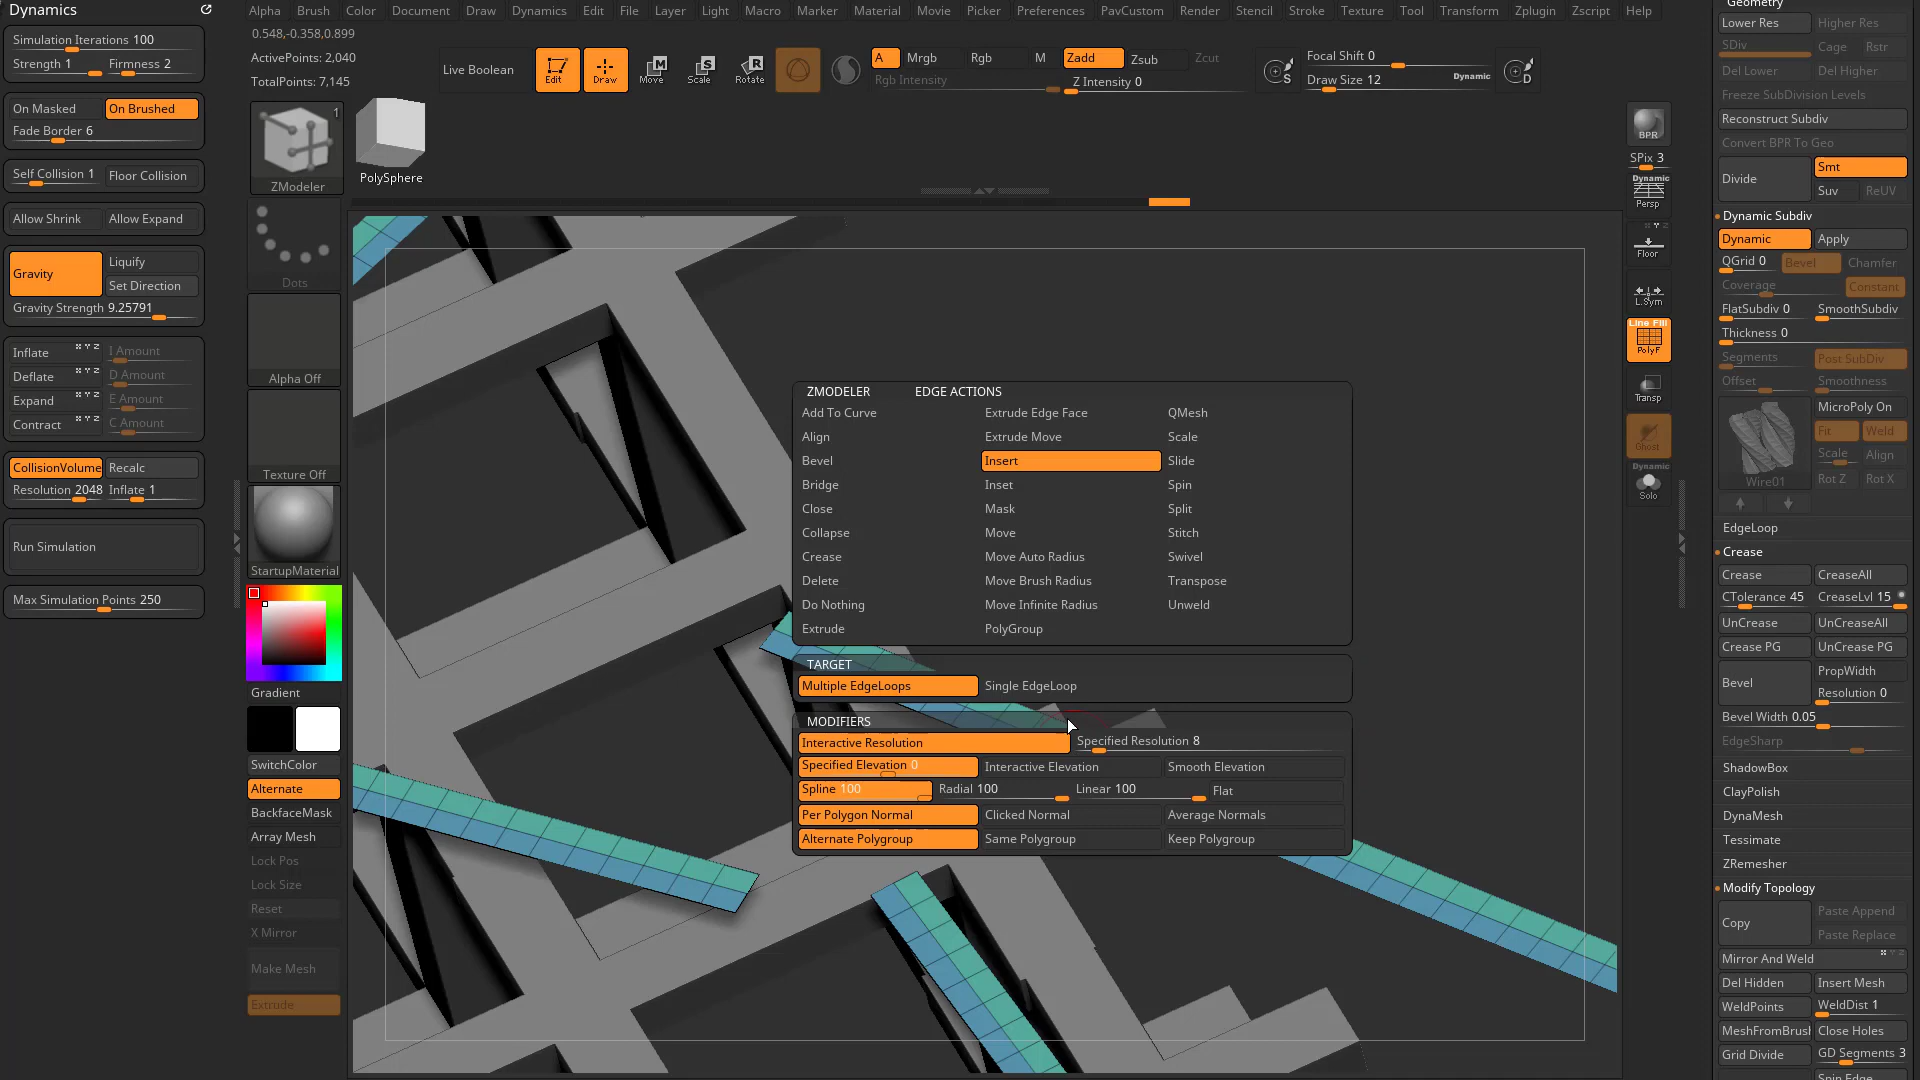 Dynamics
Simulation Iterations 100
Strength 1 Firmness 2
On Masked On Brushed
Fade Border 6
Self Collision 1 Floor Collision
Allow Shrink Allow Expand
Gravity Liquify
Set Direction
Gravity Strength 9.25791
Inflate X Y Z I Amount
Deflate X Y Z D Amount
Expand X Y Z E Amount
Contract X Y Z C Amount
CollisionVolume Recalc
Resolution 2048 Inflate 1
Run Simulation
Max Simulation Points 250
Alpha Brush Color Document Draw Dynamics Edit File Layer Light Macro Marker Material Movie Picker Preferences PavCustom Render Stencil Stroke Texture Tool Transform Zplugin Zscript Help
0.548,-0.358,0.899
ActivePoints: 2,040
TotalPoints: 7,145
Live Boolean
Edit
Draw
M
Move
S
Scale
R
Rotate
A Mrgb Rgb M Zadd Zsub Zcut
Rgb Intensity Z Intensity 0
S
Focal Shift 0
Draw Size 12 Dynamic
D
1
ZModeler
PolySphere
Dots
Alpha Off
Texture Off
StartupMaterial
Gradient
SwitchColor
Alternate
BackfaceMask
Array Mesh
Lock Pos
Lock Size
Reset
X Mirror
Make Mesh
Extrude
ZMODELER EDGE ACTIONS
Add To Curve Extrude Edge Face QMesh
Align Extrude Move Scale
Bevel Insert Slide
Bridge Inset Spin
Close Mask Split
Collapse Move Stitch
Crease Move Auto Radius Swivel
Delete Move Brush Radius Transpose
Do Nothing Move Infinite Radius Unweld
Extrude PolyGroup
TARGET
Multiple EdgeLoops Single EdgeLoop
MODIFIERS
Interactive Resolution Specified Resolution 8
Specified Elevation 0 Interactive Elevation Smooth Elevation
Spline 100 Radial 100 Linear 100 Flat
Per Polygon Normal Clicked Normal Average Normals
Alternate Polygroup Same Polygroup Keep Polygroup
BPR
SPix 3
Dynamic
Persp
Floor
L.Sym
Line Fill
PolyF
Transp
Ghost
Dynamic
Solo
Geometry
Lower Res Higher Res
SDiv Cage Rstr
Del Lower Del Higher
Freeze SubDivision Levels
Reconstruct Subdiv
Convert BPR To Geo
Divide Smt
Suv ReUV
Dynamic Subdiv
Dynamic Apply
QGrid 0 Bevel Chamfer
Coverage Constant
FlatSubdiv 0 SmoothSubdiv
Thickness 0
Segments Post SubDiv
Offset Smoothness
MicroPoly On
Fit Weld
Scale Align
Wire01 Rot Z Rot X
EdgeLoop
Crease
Crease CreaseAll
CTolerance 45 CreaseLvl 15
UnCrease UnCreaseAll
Crease PG UnCrease PG
Bevel PropWidth
Resolution 0
Bevel Width 0.05
EdgeSharp
ShadowBox
ClayPolish
DynaMesh
Tessimate
ZRemesher
Modify Topology
Copy Paste Append
Paste Replace
Mirror And Weld X Y Z
Del Hidden Insert Mesh
WeldPoints WeldDist 1
MeshFromBrush Close Holes
Grid Divide GD Segments 3
Spin Edge